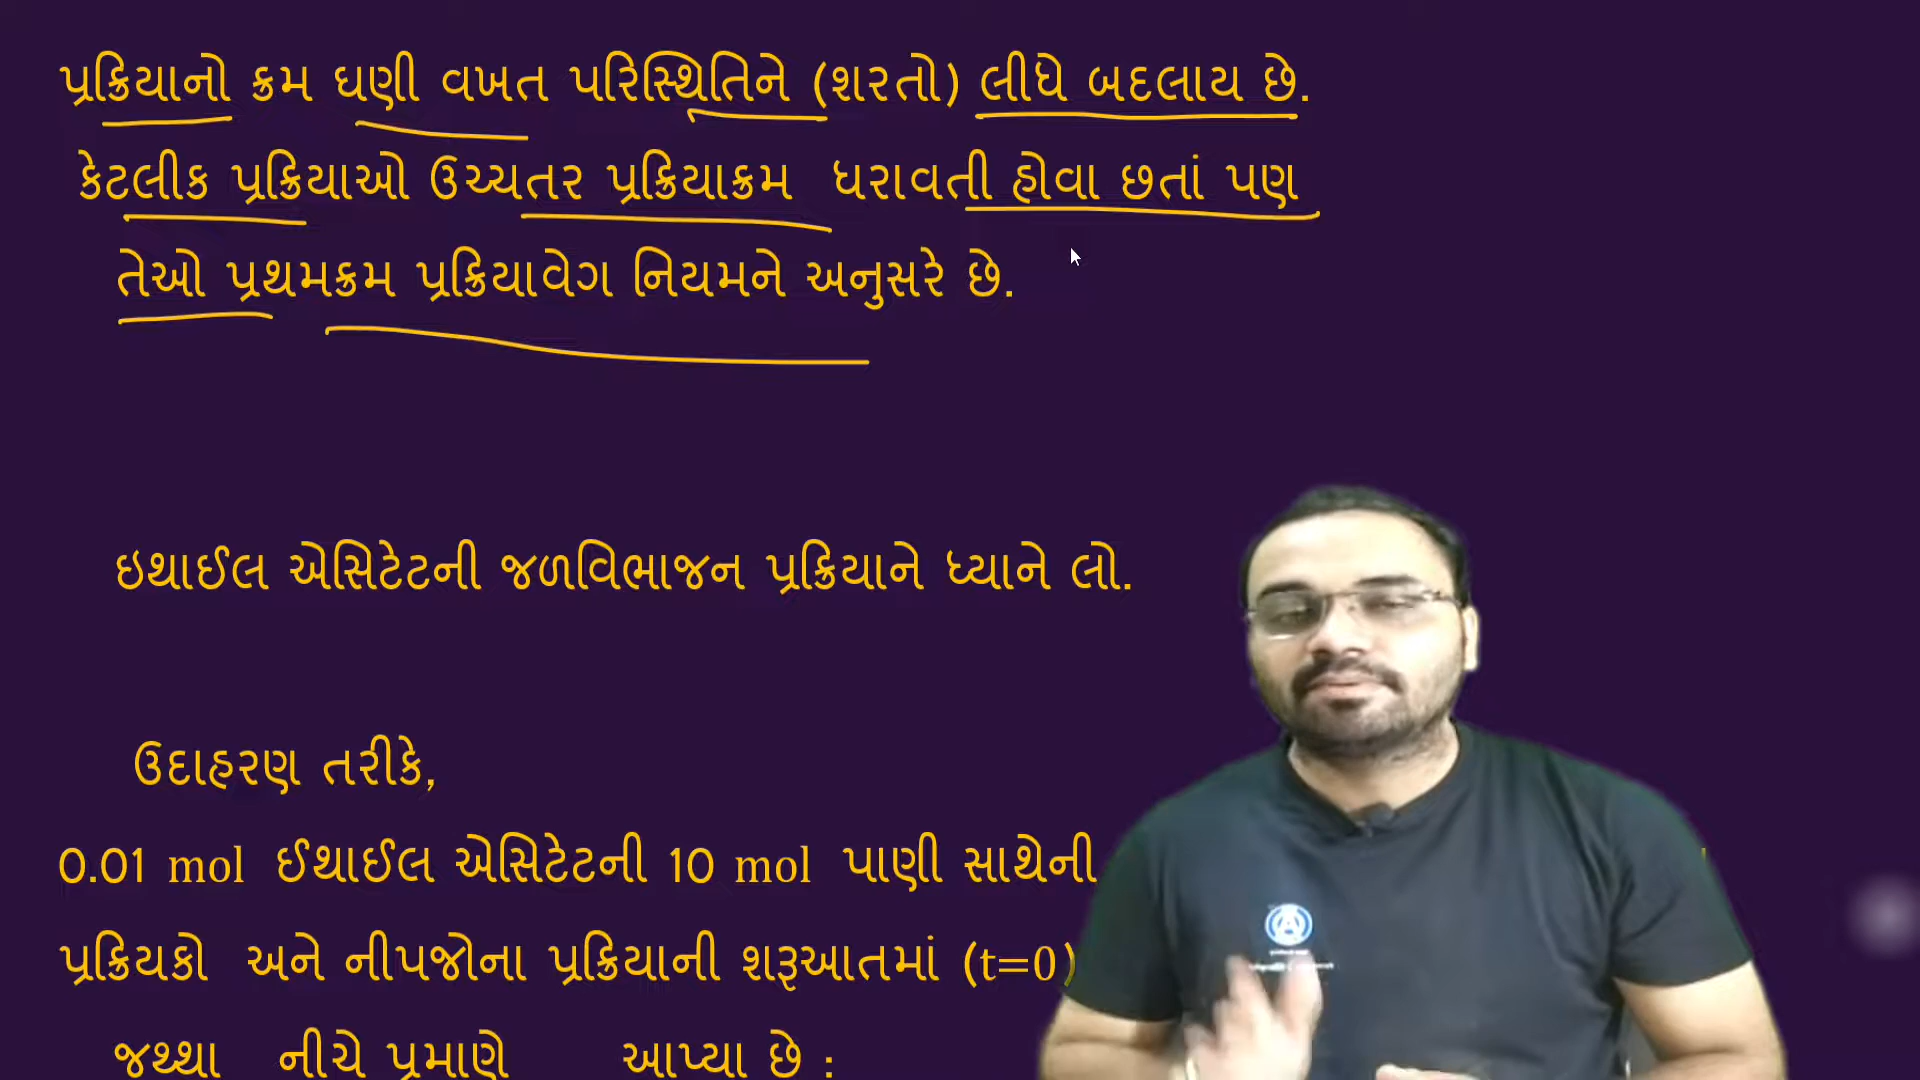 પ્રક્રિયાનો ક્રમ ઘણી વખત પરિસ્થિતિને (શરતો) લીધે બદલાય છે.
કેટલીક પ્રક્રિયાઓ ઉચ્ચતર પ્રક્રિયાક્રમ ધરાવતી હોવા છતાં પણ
તેઓ પ્રથમક્રમ પ્રક્રિયાવેગ નિયમને અનુસરે છે.
ઇથાઈલ એસિટેટની જળવિભાજન પ્રક્રિયાને ધ્યાને લો.
ઉદાહરણ તરીકે,
0.01 mol ઈથાઈલ એસિટેટની 10 mol પાણી સાથેની
પ્રક્રિયકો અને નીપજોના પ્રક્રિયાની શરૂઆતમાં (t=0)
જથ્થા નીચે પ્રમાણે આપ્યા છે :